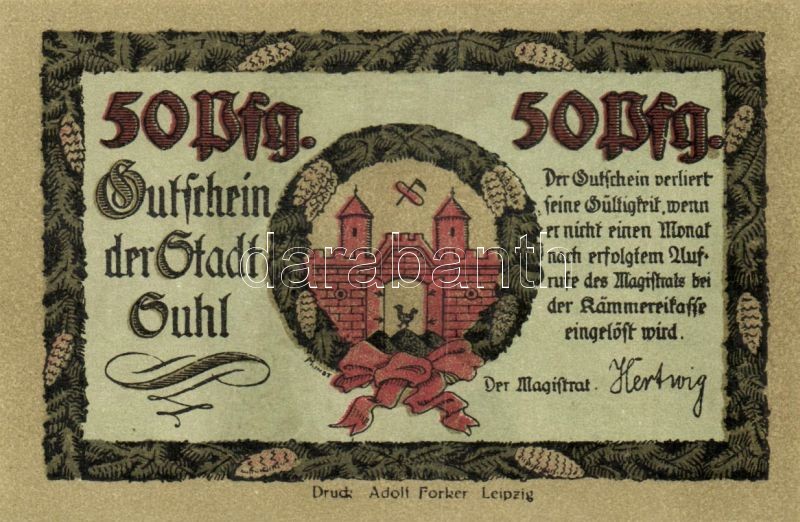 50 Pfg.
50 Pfg.
Gutschein
der Stadt
Suhl
Der Gutschein verliert
seine Gültigkeit, wenn
er nicht einen Monat
nach erfolgtem Auf-
rufe des Magistrats bei
der Kämmereikasse
eingelöst wird.
Der Magistrat. Hertwig
darabanth
Druck Adolf Forker Leipzig